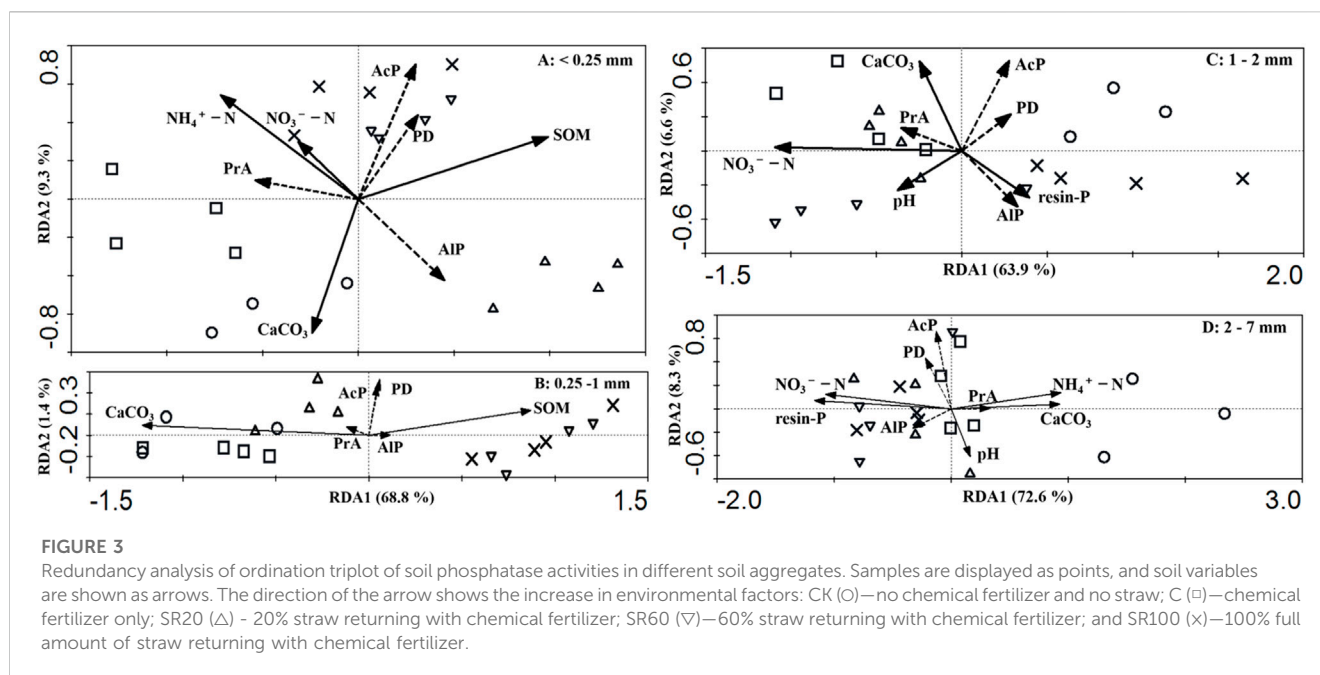 A: < 0.25 mm
0.8
AcP
NH₄⁺ − N
NO₃⁻ − N
PD
SOM
PrA
RDA2 (9.3 %)
AlP
CaCO₃
-0.8
B: 0.25 -1 mm
0.3
AcP
PD
CaCO₃
SOM
RDA2 (1.4 %)
PrA
AlP
-0.2
-1.5
RDA1 (68.8 %)
1.5
C: 1 - 2 mm
0.6
CaCO₃
AcP
PrA
PD
RDA2 (6.6 %)
NO₃⁻ − N
pH
resin-P
AlP
-0.6
-1.5
RDA1 (63.9 %)
2.0
D: 2 - 7 mm
0.8
AcP
PD
NO₃⁻ − N
NH₄⁺ − N
PrA
RDA2 (8.3 %)
resin-P
CaCO₃
AlP
pH
-0.6
-2.0
RDA1 (72.6 %)
3.0
FIGURE 3
Redundancy analysis of ordination triplot of soil phosphatase activities in different soil aggregates. Samples are displayed as points, and soil variables
are shown as arrows. The direction of the arrow shows the increase in environmental factors: CK (○)—no chemical fertilizer and no straw; C (□)—chemical
fertilizer only; SR20 (△) - 20% straw returning with chemical fertilizer; SR60 (▽)—60% straw returning with chemical fertilizer; and SR100 (×)—100% full
amount of straw returning with chemical fertilizer.